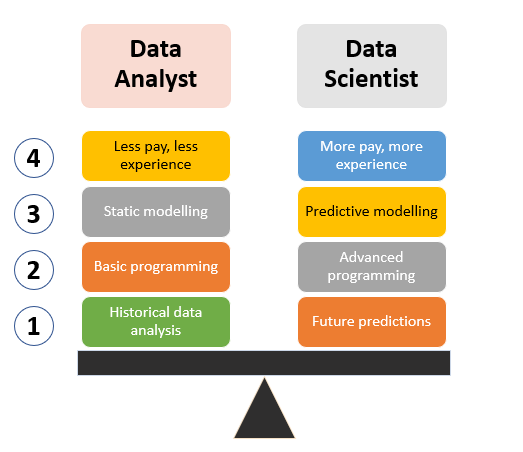 Data
Analyst
Data
Scientist
4
Less pay, less
experience
More pay, more
experience
3
Static modelling
Predictive modelling
2
Basic programming
Advanced
programming
1
Historical data
analysis
Future predictions